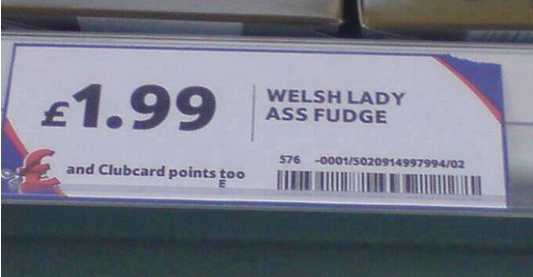 £1.99
WELSH LADY
ASS FUDGE
576 -0001/5020914997994/02
and Clubcard points too
E